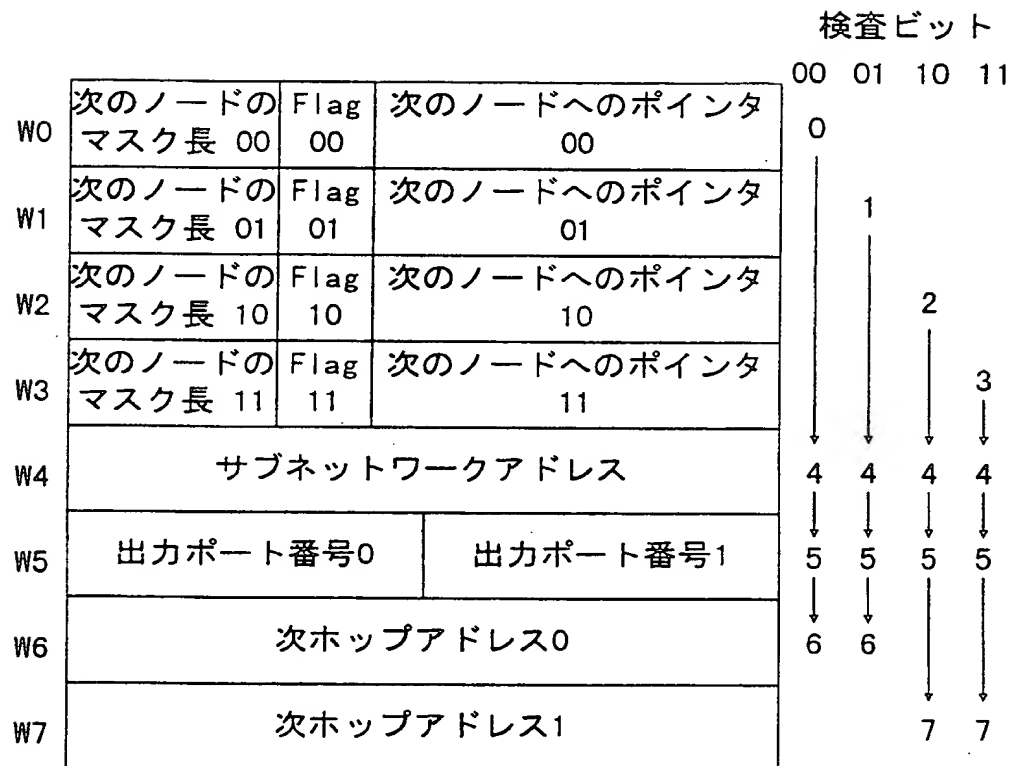 検査ビット
00 01 10 11
W0
次のノードの
マスク長 00
Flag
00
次のノードへのポインタ
00
0
W1
次のノードの
マスク長 01
Flag
01
次のノードへのポインタ
01
1
W2
次のノードの
マスク長 10
Flag
10
次のノードへのポインタ
10
2
W3
次のノードの
マスク長 11
Flag
11
次のノードへのポインタ
11
3
W4
サブネットワークアドレス
4 4 4 4
W5
出力ポート番号0
出力ポート番号1
5 5 5 5
W6
次ホップアドレス0
6 6
W7
次ホップアドレス1
7 7